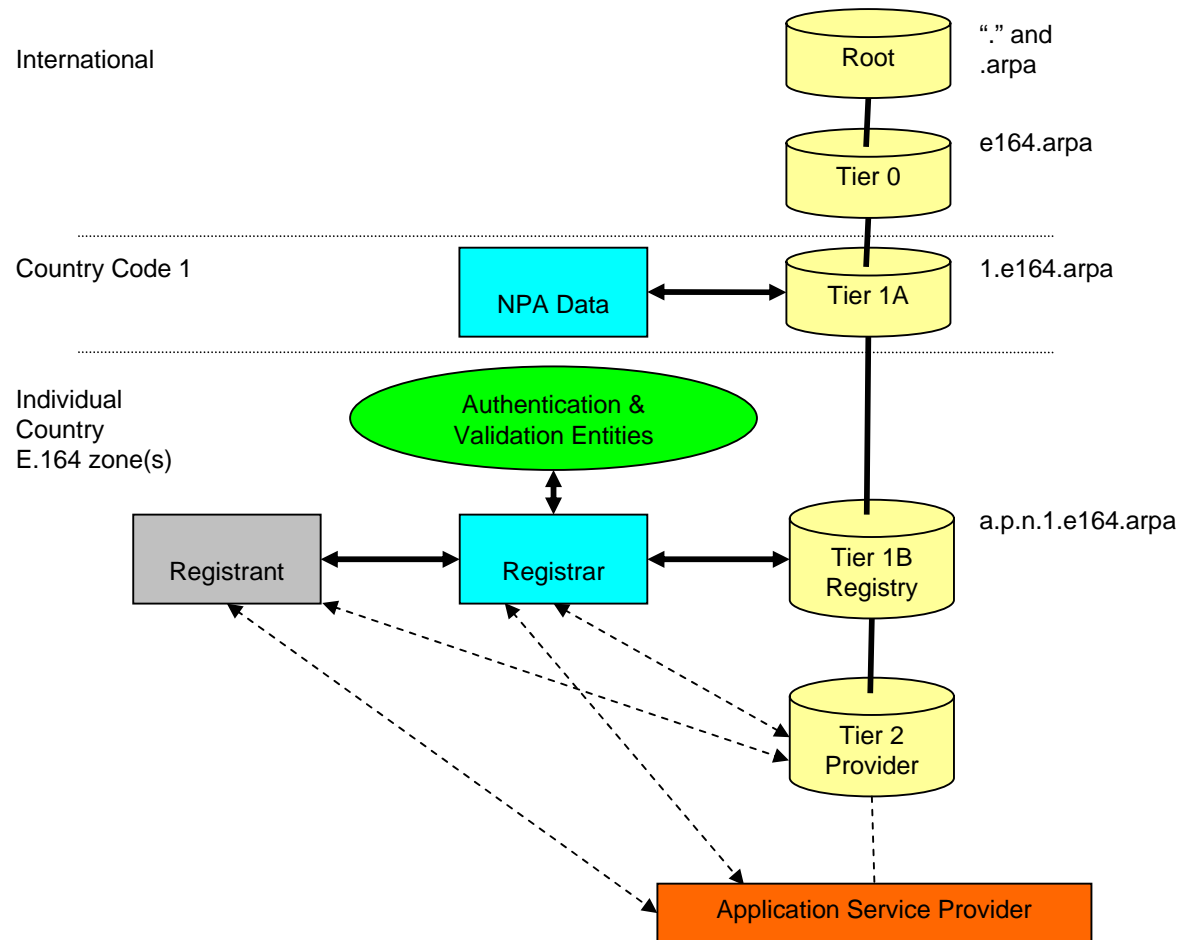 International
Root
“.” and
.arpa
Tier 0
e164.arpa
Country Code 1
NPA Data
Tier 1A
1.e164.arpa
Individual
Country
E.164 zone(s)
Authentication &
Validation Entities
Registrant
Registrar
Tier 1B
Registry
a.p.n.1.e164.arpa
Tier 2
Provider
Application Service Provider